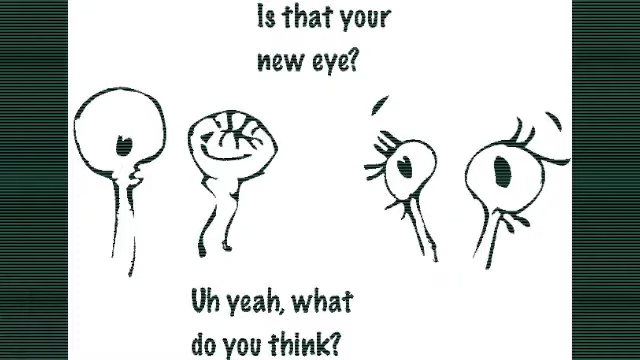 Is that your
new eye?
Uh yeah, what
do you think?